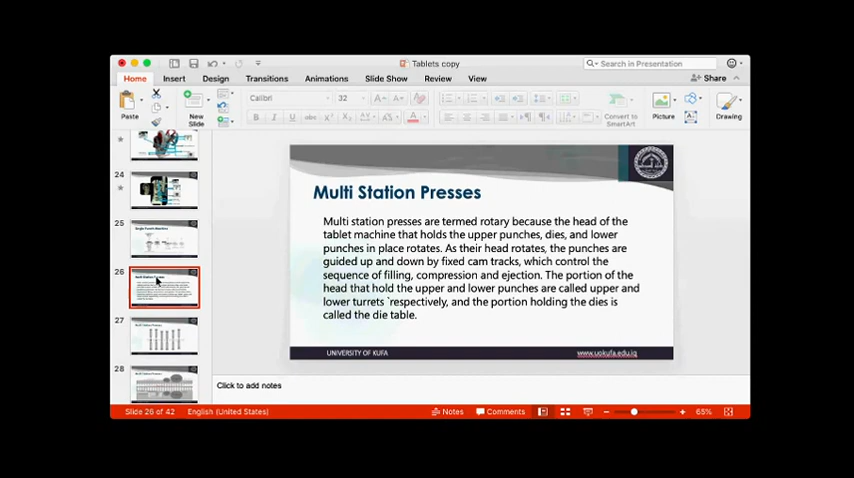 Tablets copy
Search in Presentation
Home Insert Design Transitions Animations Slide Show Review View
Share
Paste
New
Slide
Calibri 32
B I U abc
Convert to
SmartArt
Picture
Drawing
24
25
Single Punch Machine
26
27
28
Multi Station Presses
Multi station presses are termed rotary because the head of the
tablet machine that holds the upper punches, dies, and lower
punches in place rotates. As their head rotates, the punches are
guided up and down by fixed cam tracks, which control the
sequence of filling, compression and ejection. The portion of the
head that hold the upper and lower punches are called upper and
lower turrets `respectively, and the portion holding the dies is
called the die table.
UNIVERSITY OF KUFA
www.uokufa.edu.iq
Click to add notes
Slide 26 of 42 English (United States) Notes Comments 65%